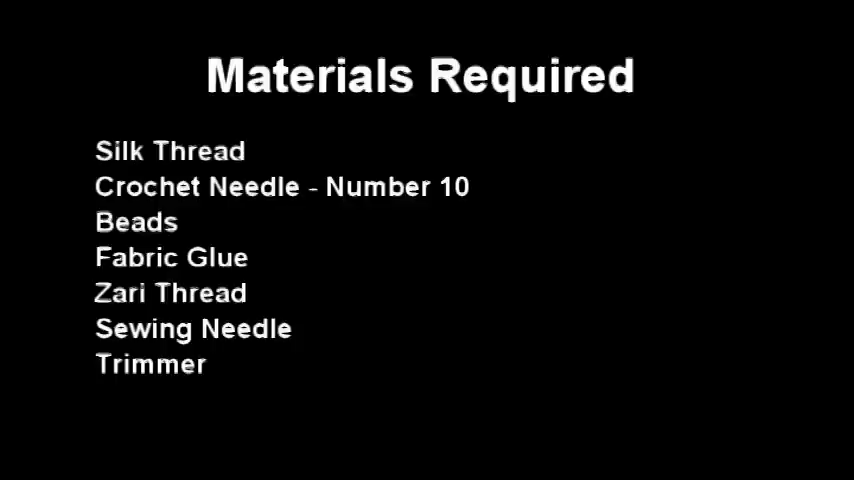 Materials Required
Silk Thread
Crochet Needle - Number 10
Beads
Fabric Glue
Zari Thread
Sewing Needle
Trimmer